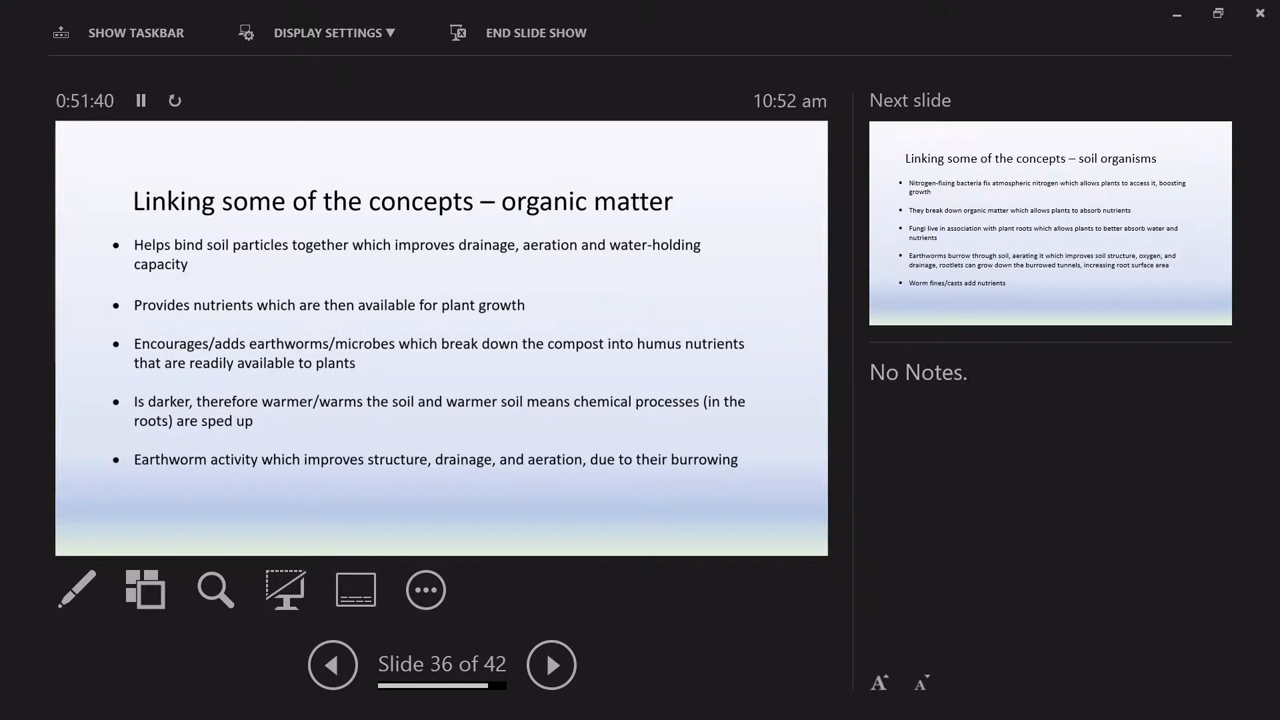 SHOW TASKBAR
DISPLAY SETTINGS ▼
END SLIDE SHOW
0:51:40
10:52 am
Linking some of the concepts – organic matter
• Helps bind soil particles together which improves drainage, aeration and water-holding
capacity
• Provides nutrients which are then available for plant growth
• Encourages/adds earthworms/microbes which break down the compost into humus nutrients
that are readily available to plants
• Is darker, therefore warmer/warms the soil and warmer soil means chemical processes (in the
roots) are sped up
• Earthworm activity which improves structure, drainage, and aeration, due to their burrowing
Slide 36 of 42
Next slide
Linking some of the concepts – soil organisms
• Nitrogen-fixing bacteria fix atmospheric nitrogen which allows plants to access it, boosting
growth
• They break down organic matter which allows plants to absorb nutrients
• Fungi live in association with plant roots which allows plants to better absorb water and
nutrients
• Earthworms burrow through soil, aerating it which improves soil structure, oxygen, and
drainage, rootlets can grow down the burrowed tunnels, increasing root surface area
• Worm fines/casts add nutrients
No Notes.
A A